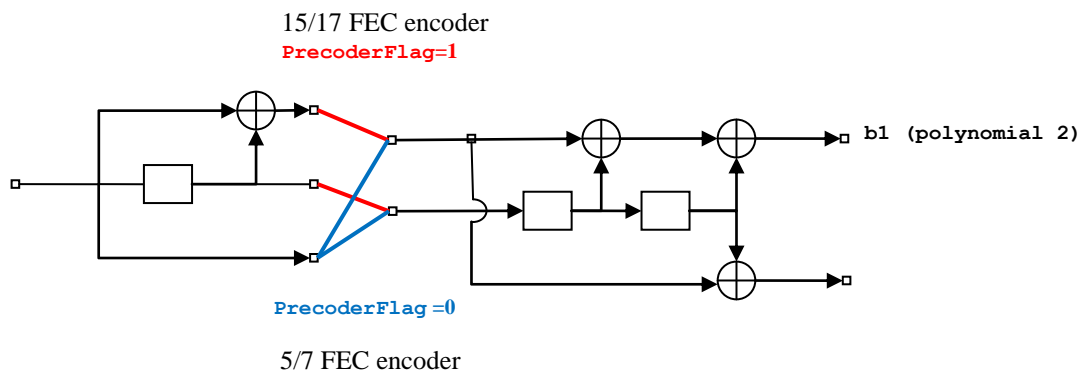 15/17 FEC encoder
PrecoderFlag=1
b1 (polynomial 2)
PrecoderFlag =0
5/7 FEC encoder